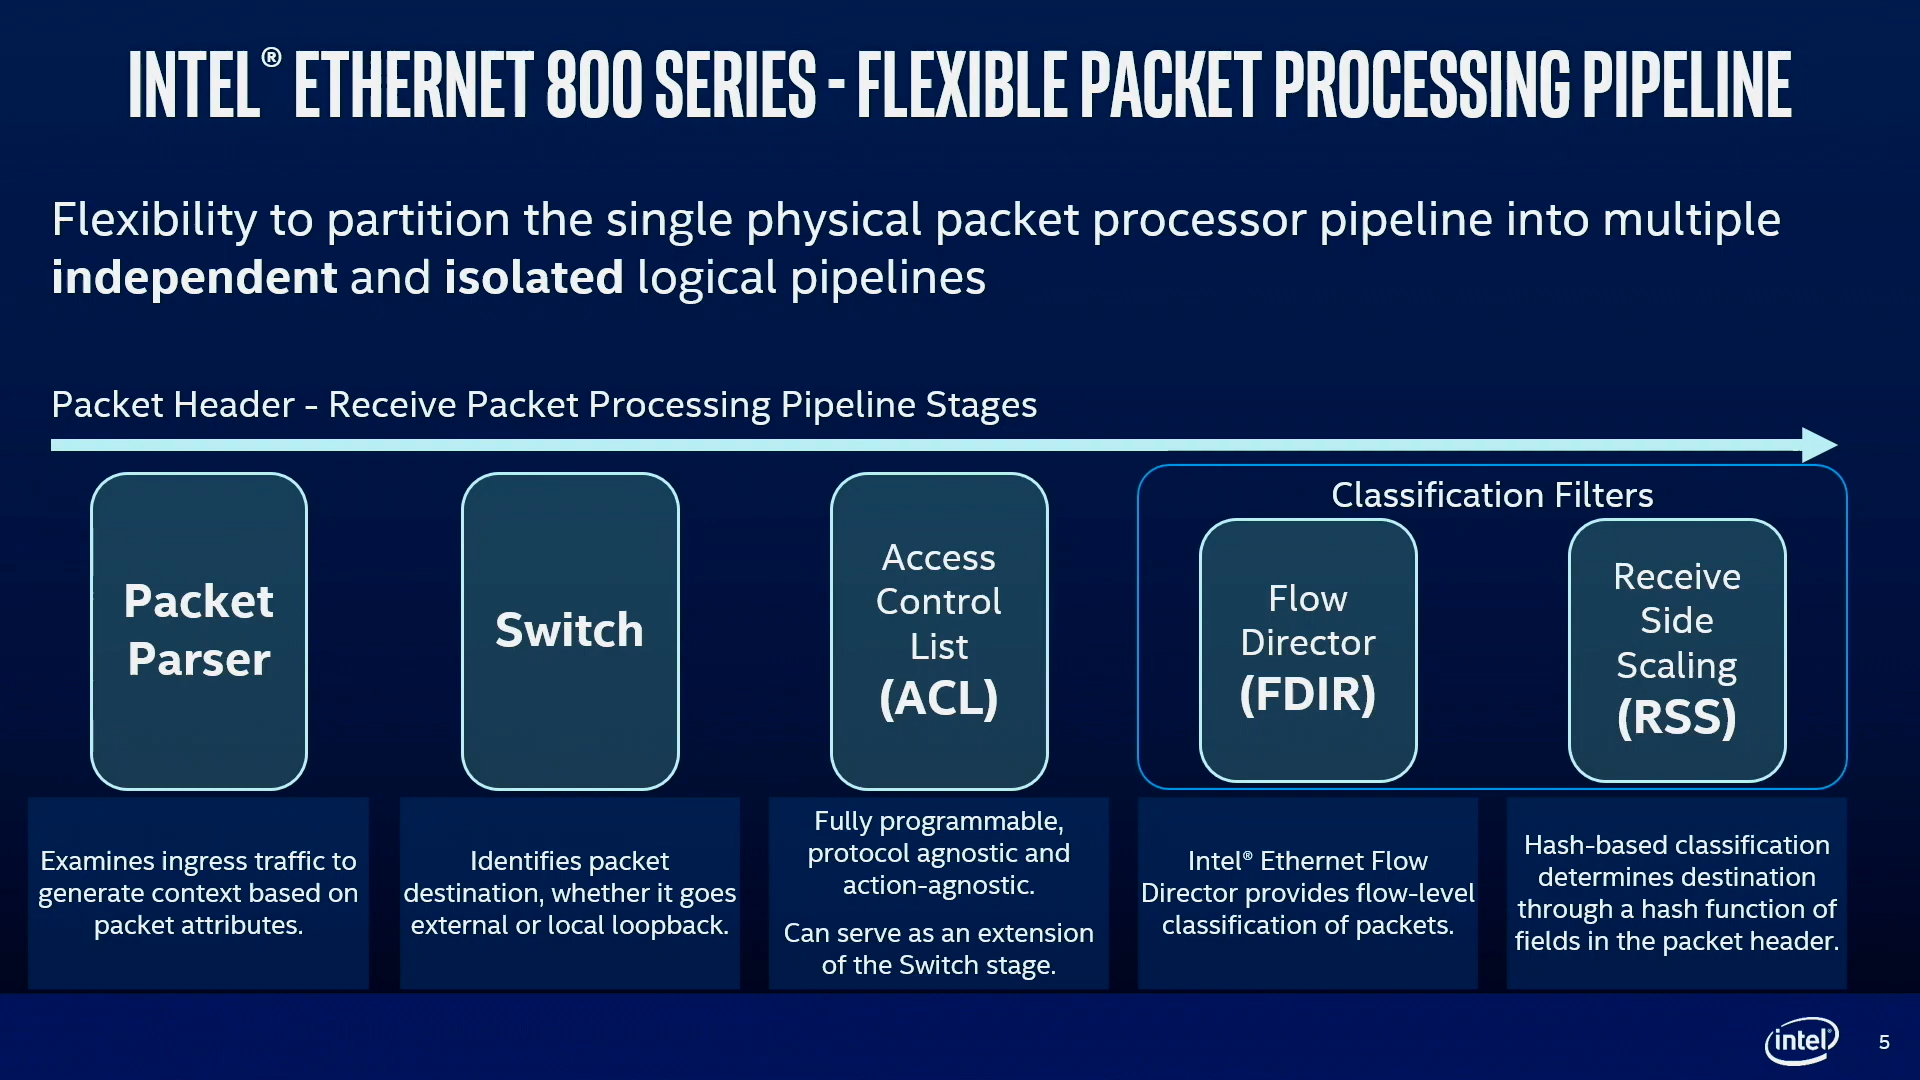 INTEL® ETHERNET 800 SERIES - FLEXIBLE PACKET PROCESSING PIPELINE
Flexibility to partition the single physical packet processor pipeline into multiple
independent and isolated logical pipelines
Packet Header - Receive Packet Processing Pipeline Stages
Packet
Parser
Examines ingress traffic to
generate context based on
packet attributes.
Switch
Identifies packet
destination, whether it goes
external or local loopback.
Access
Control
List
(ACL)
Fully programmable,
protocol agnostic and
action-agnostic.
Can serve as an extension
of the Switch stage.
Classification Filters
Flow
Director
(FDIR)
Intel® Ethernet Flow
Director provides flow-level
classification of packets.
Receive
Side
Scaling
(RSS)
Hash-based classification
determines destination
through a hash function of
fields in the packet header.
intel®
5